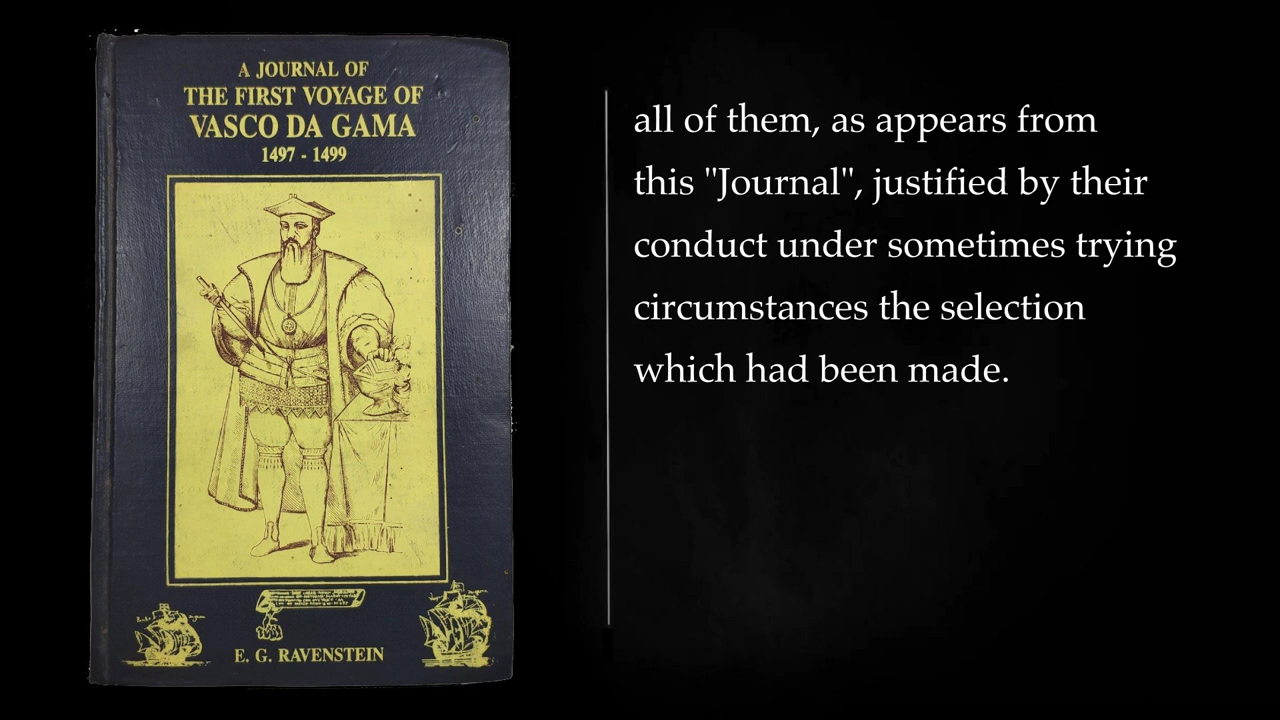 A JOURNAL OF
THE FIRST VOYAGE OF
VASCO DA GAMA
1497 - 1499
E. G. RAVENSTEIN
all of them, as appears from
this "Journal", justified by their
conduct under sometimes trying
circumstances the selection
which had been made.